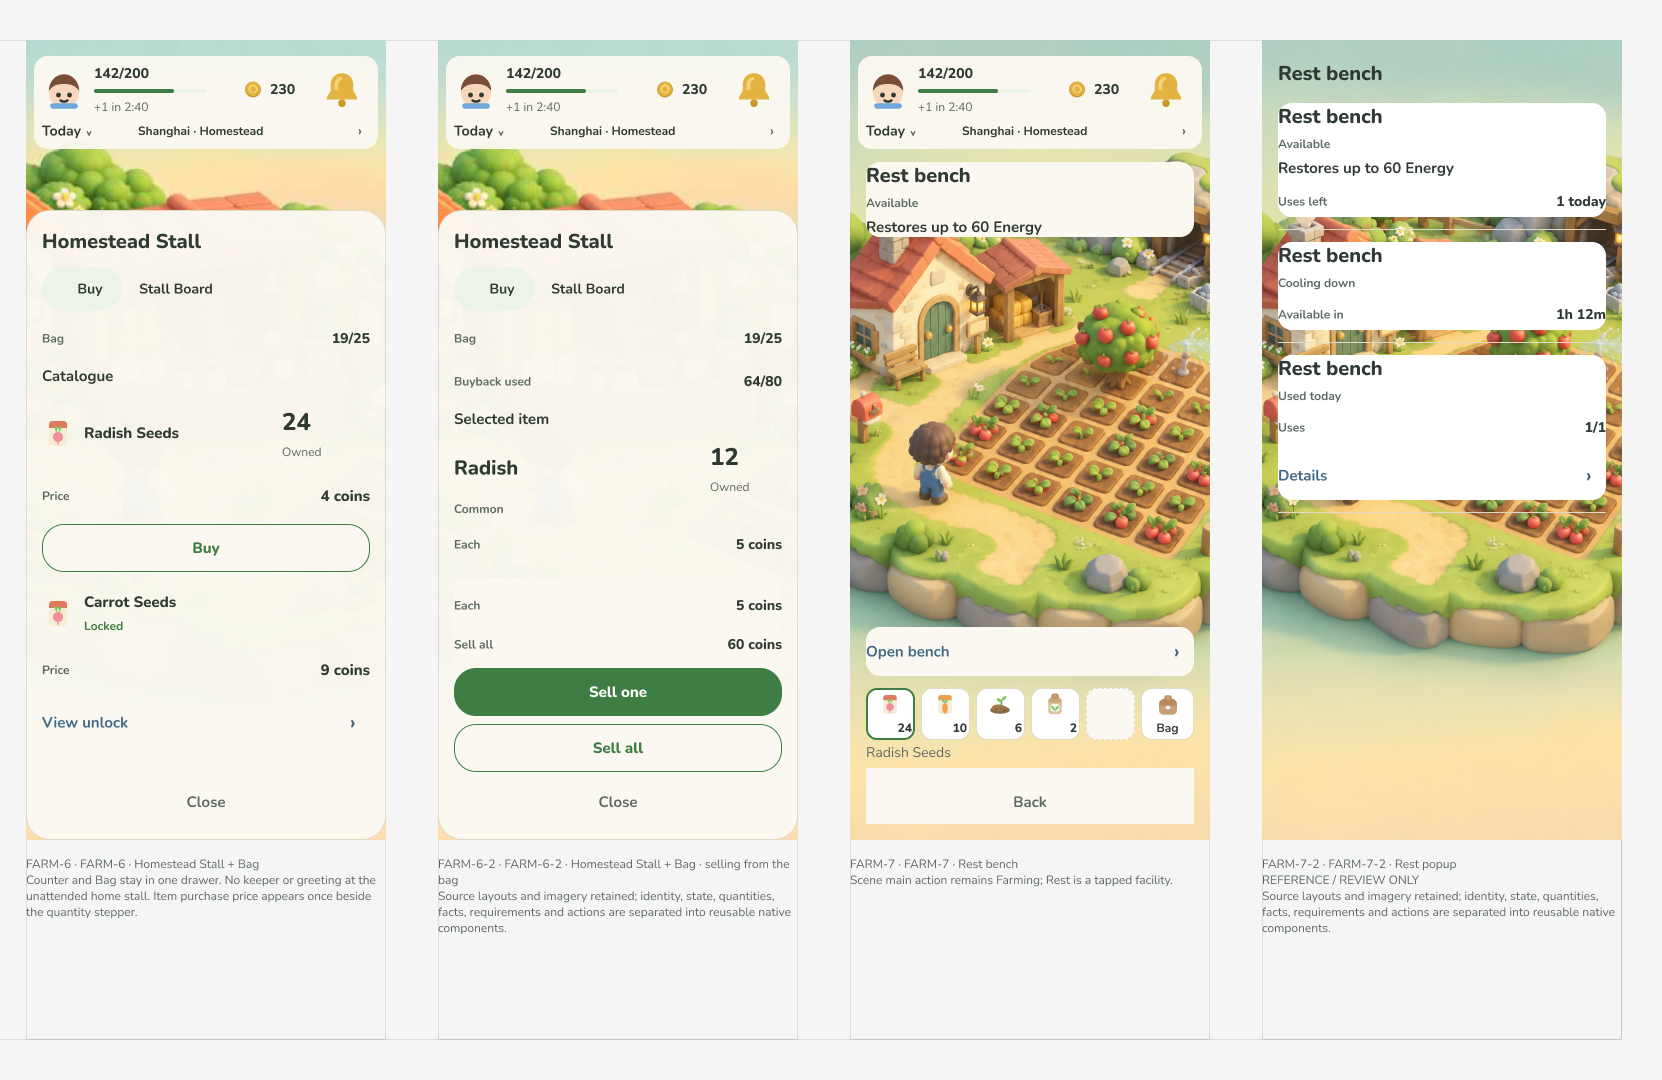 142/200
230
+1 in 2:40
Today ˅ Shanghai · Homestead ›
Homestead Stall
Buy Stall Board
Bag 19/25
Catalogue
Radish Seeds 24
Owned
Price 4 coins
Buy
Carrot Seeds
Locked
Price 9 coins
View unlock ›
Close
FARM-6 · FARM-6 · Homestead Stall + Bag
Counter and Bag stay in one drawer. No keeper or greeting at the
unattended home stall. Item purchase price appears once beside
the quantity stepper.
142/200
230
+1 in 2:40
Today ˅ Shanghai · Homestead ›
Homestead Stall
Buy Stall Board
Bag 19/25
Buyback used 64/80
Selected item
Radish 12
Owned
Common
Each 5 coins
Each 5 coins
Sell all 60 coins
Sell one
Sell all
Close
FARM-6-2 · FARM-6-2 · Homestead Stall + Bag · selling from the
bag
Source layouts and imagery retained; identity, state, quantities,
facts, requirements and actions are separated into reusable native
components.
142/200
230
+1 in 2:40
Today ˅ Shanghai · Homestead ›
Rest bench
Available
Restores up to 60 Energy
Open bench ›
24 10 6 2 Bag
Radish Seeds
Back
FARM-7 · FARM-7 · Rest bench
Scene main action remains Farming; Rest is a tapped facility.
Rest bench
Rest bench
Available
Restores up to 60 Energy
Uses left 1 today
Rest bench
Cooling down
Available in 1h 12m
Rest bench
Used today
Uses 1/1
Details ›
FARM-7-2 · FARM-7-2 · Rest popup
REFERENCE / REVIEW ONLY
Source layouts and imagery retained; identity, state, quantities,
facts, requirements and actions are separated into reusable native
components.